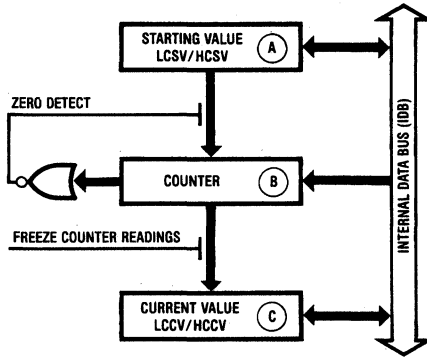 STARTING VALUE
LCSV/HCSV
A
ZERO DETECT
COUNTER
B
FREEZE COUNTER READINGS
CURRENT VALUE
LCCV/HCCV
C
INTERNAL DATA BUS (IDB)